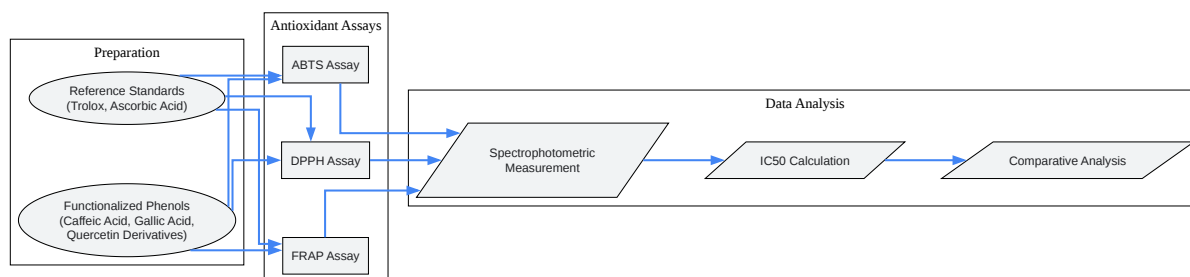 Preparation
Reference Standards
(Trolox, Ascorbic Acid)
Functionalized Phenols
(Caffeic Acid, Gallic Acid,
Quercetin Derivatives)
Antioxidant Assays
ABTS Assay
DPPH Assay
FRAP Assay
Data Analysis
Spectrophotometric
Measurement
IC50 Calculation
Comparative Analysis